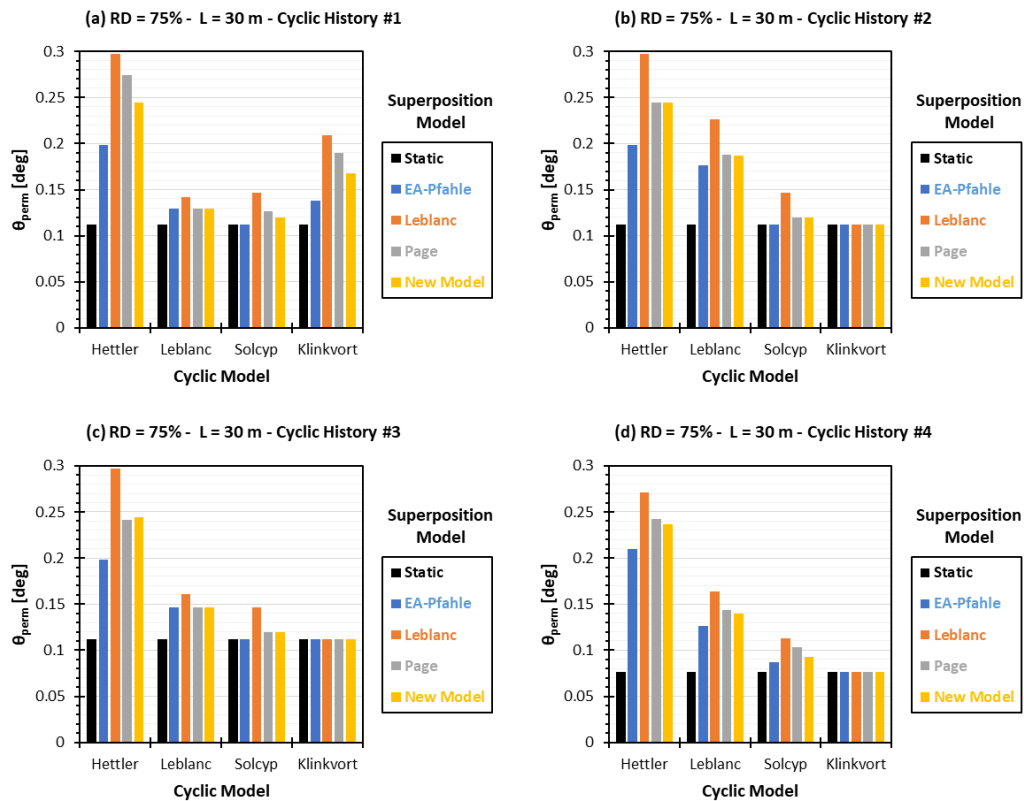 (a) RD = 75% - L = 30 m - Cyclic History #1
0.3
0.25
0.2
0.15
0.1
0.05
0
θperm [deg]
Hettler Leblanc Solcyp Klinkvort
Cyclic Model
Superposition
Model
Static
EA-Pfahle
Leblanc
Page
New Model
(b) RD = 75% - L = 30 m - Cyclic History #2
0.3
0.25
0.2
0.15
0.1
0.05
0
θperm [deg]
Hettler Leblanc Solcyp Klinkvort
Cyclic Model
Superposition
Model
Static
EA-Pfahle
Leblanc
Page
New Model
(c) RD = 75% - L = 30 m - Cyclic History #3
0.3
0.25
0.2
0.15
0.1
0.05
0
θperm [deg]
Hettler Leblanc Solcyp Klinkvort
Cyclic Model
Superposition
Model
Static
EA-Pfahle
Leblanc
Page
New Model
(d) RD = 75% - L = 30 m - Cyclic History #4
0.3
0.25
0.2
0.15
0.1
0.05
0
θperm [deg]
Hettler Leblanc Solcyp Klinkvort
Cyclic Model
Superposition
Model
Static
EA-Pfahle
Leblanc
Page
New Model